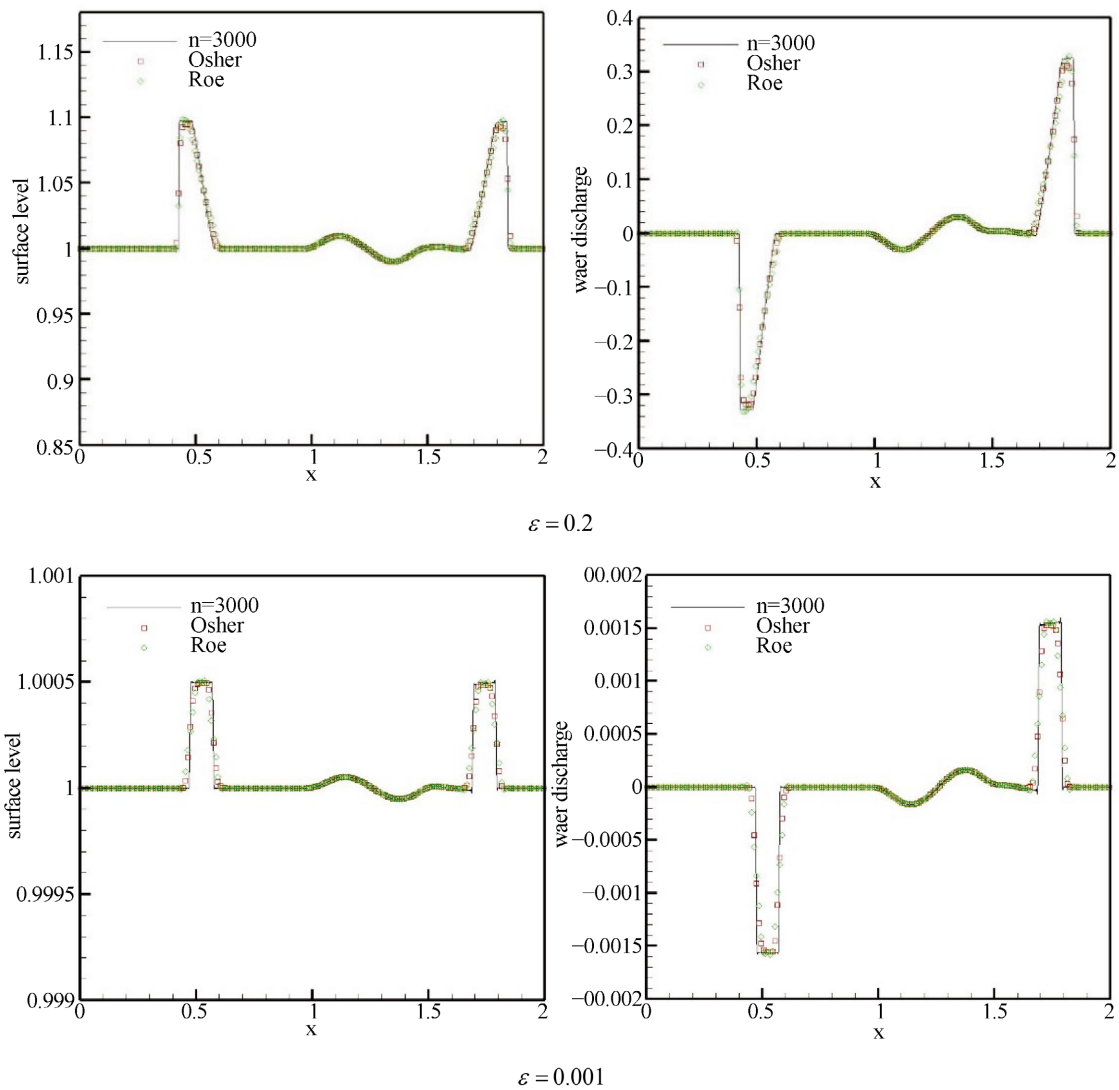 1.15
1.1
1.05
1
0.95
0.9
0.85
surface level
n=3000
Osher
Roe
0 0.5 1 1.5 2
x
0.4
0.3
0.2
0.1
0
−0.1
−0.2
−0.3
−0.4
waer discharge
n=3000
Osher
Roe
0 0.5 1 1.5 2
x
ε = 0.2
1.001
1.0005
1
0.9995
0.999
surface level
n=3000
Osher
Roe
0 0.5 1 1.5 2
x
00.002
0.0015
0.001
0.0005
0
−0.0005
−0.001
−0.0015
−00.002
waer discharge
n=3000
Osher
Roe
0 0.5 1 1.5 2
x
ε = 0.001